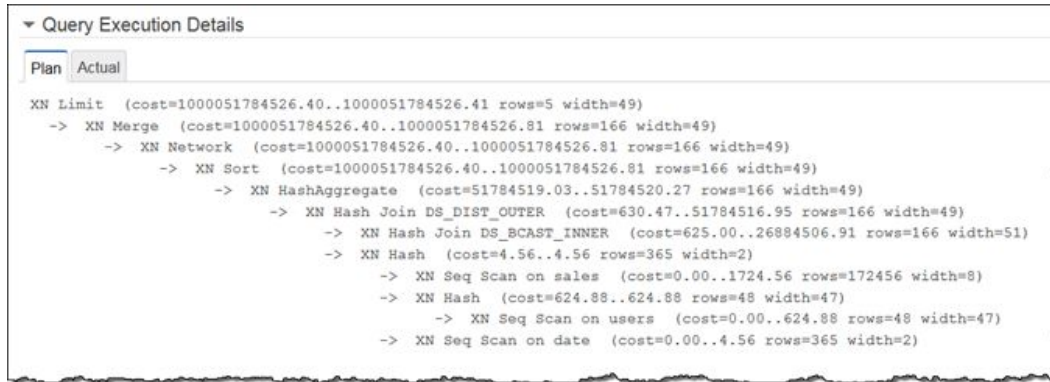 Query Execution Details
Plan Actual
XN Limit (cost=1000051784526.40..1000051784526.41 rows=5 width=49)
-> XN Merge (cost=1000051784526.40..1000051784526.81 rows=166 width=49)
-> XN Network (cost=1000051784526.40..1000051784526.81 rows=166 width=49)
-> XN Sort (cost=1000051784526.40..1000051784526.81 rows=166 width=49)
-> XN HashAggregate (cost=51784519.03..51784520.27 rows=166 width=49)
-> XN Hash Join DS_DIST_OUTER (cost=630.47..51784516.95 rows=166 width=49)
-> XN Hash Join DS_BCAST_INNER (cost=625.00..26884506.91 rows=166 width=51)
-> XN Hash (cost=4.56..4.56 rows=365 width=2)
-> XN Seq Scan on sales (cost=0.00..1724.56 rows=172456 width=8)
-> XN Hash (cost=624.88..624.88 rows=48 width=47)
-> XN Seq Scan on users (cost=0.00..624.88 rows=48 width=47)
-> XN Seq Scan on date (cost=0.00..4.56 rows=365 width=2)